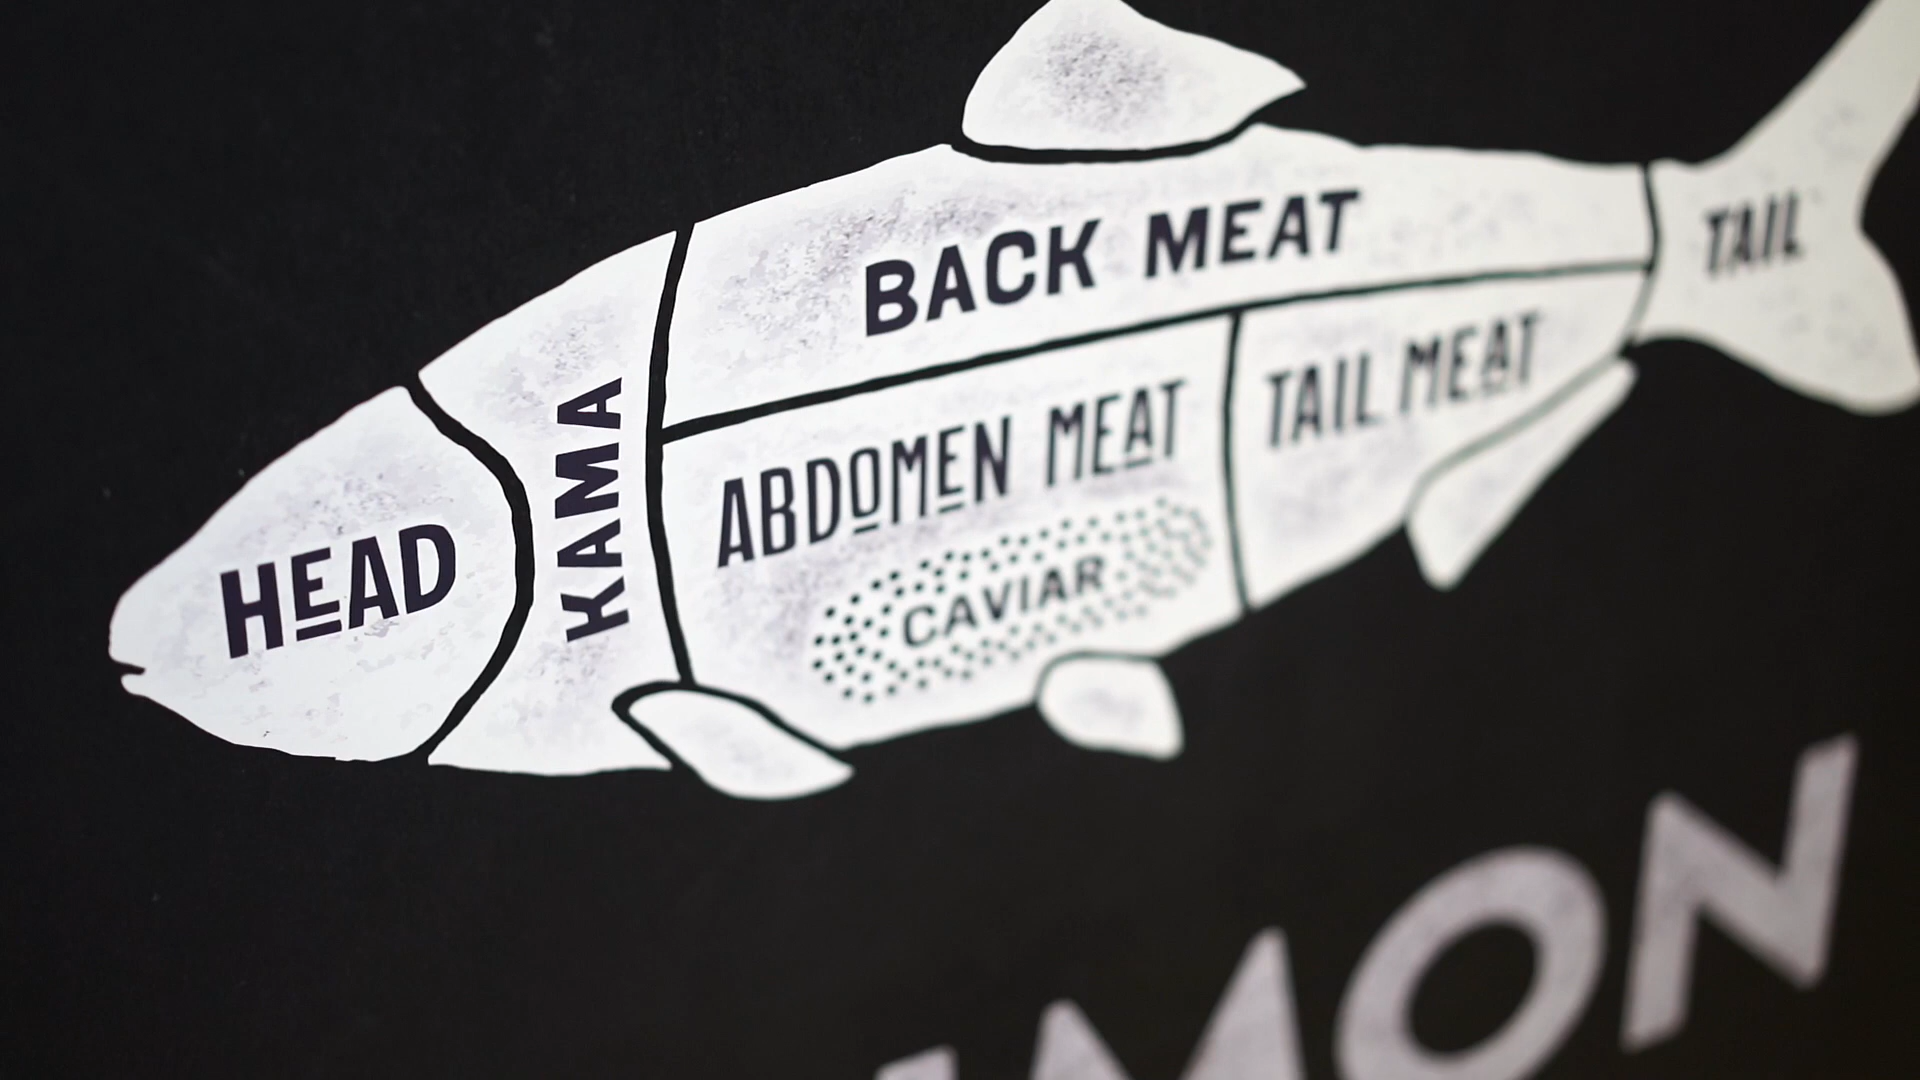 HEAD
KAMA
BACK MEAT
ABDOMEN MEAT
CAVIAR
TAIL MEAT
TAIL
MON